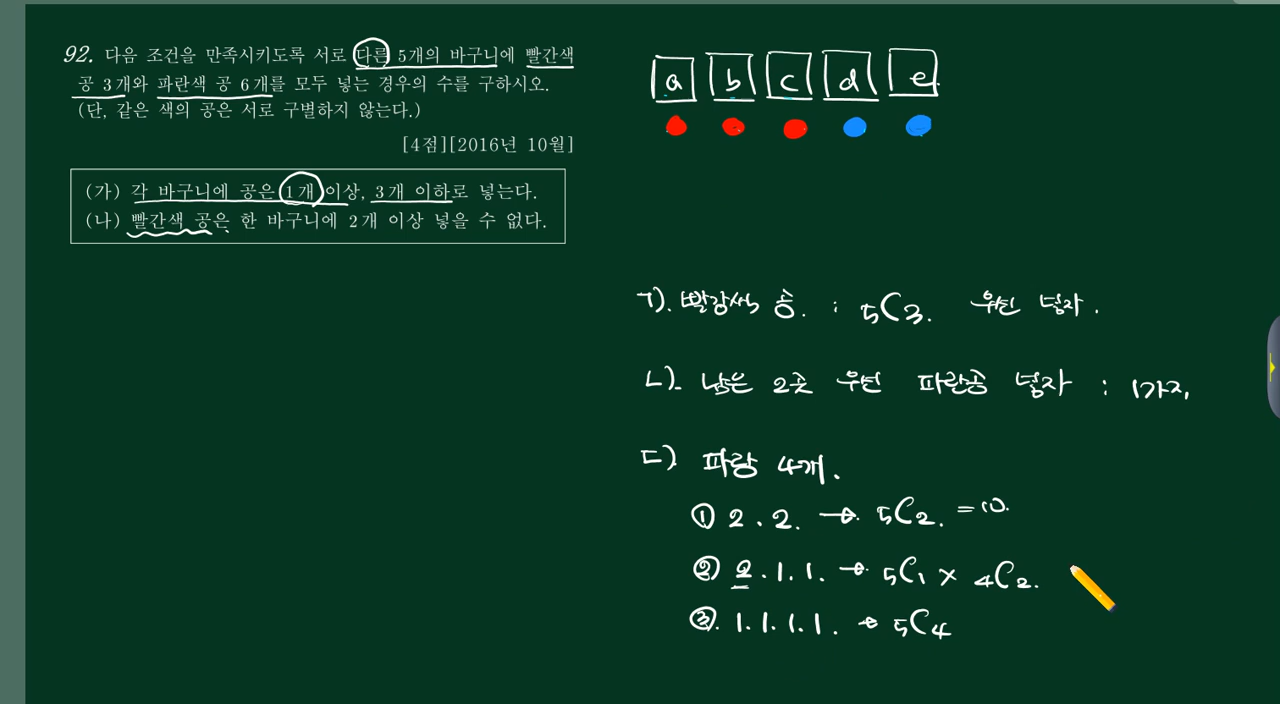 92. 다음 조건을 만족시키도록 서로 다른 5개의 바구니에 빨간색
공 3개와 파란색 공 6개를 모두 넣는 경우의 수를 구하시오.
(단, 같은 색의 공은 서로 구별하지 않는다.)
[4점][2016년 10월]
(가) 각 바구니에 공은 1개 이상, 3개 이하로 넣는다.
(나) 빨간색 공은 한 바구니에 2개 이상 넣을 수 없다.
a b c d e
ㄱ). 빨강색 공. : 5C3. 우선 넣자.
ㄴ). 남은 2곳 우선 파란공 넣자 : 1가지
ㄷ). 파랑 4개.
① 2. 2. → 5C2. = 10.
② 2. 1. 1. → 5C1 × 4C2.
③. 1. 1. 1. 1. → 5C4